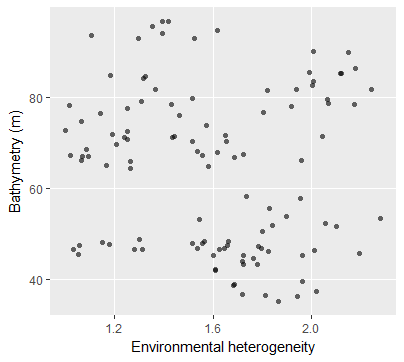 Bathymetry (m)
80
60
40
1.2 1.6 2.0
Environmental heterogeneity